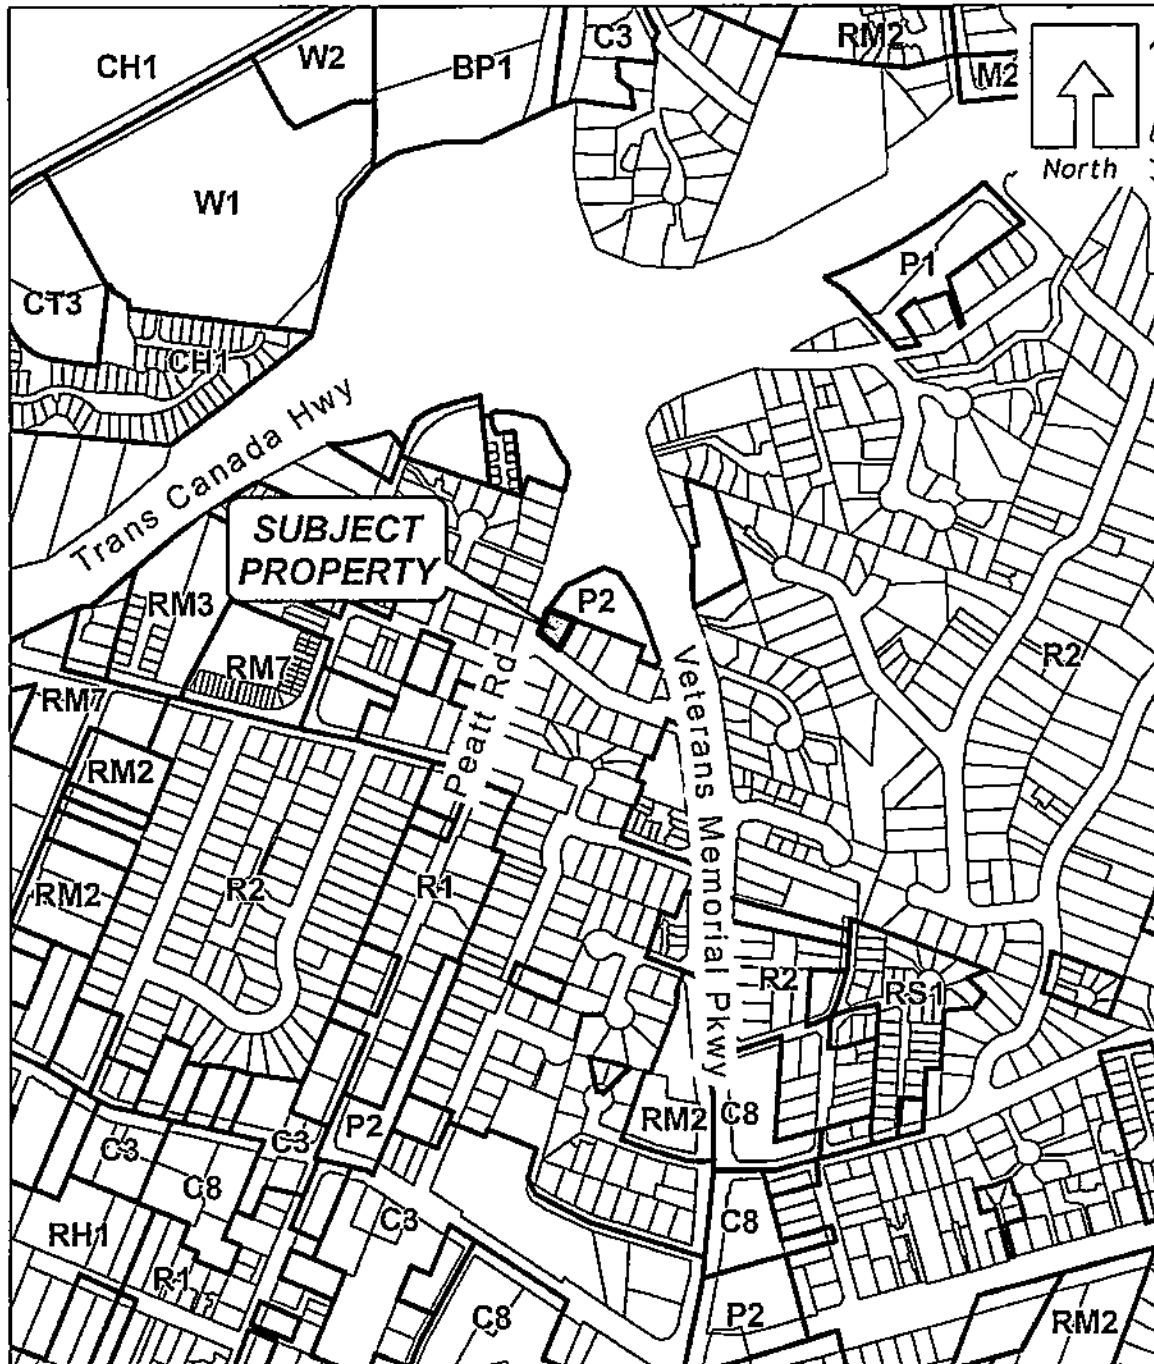 CH1
W2
BP1
C3
RM2
M2
North
W1
P1
CT3
CH1
Trans Canada Hwy
SUBJECT
PROPERTY
P2
RM3
RM7
R2
Veterans Memorial Pkwy
Peatt Rd
RM7
RM2
RM2
R2
R1
R2
RS1
RM2
C8
P2
C3
C3
C8
C3
C8
RH1
R1
C8
P2
RM2